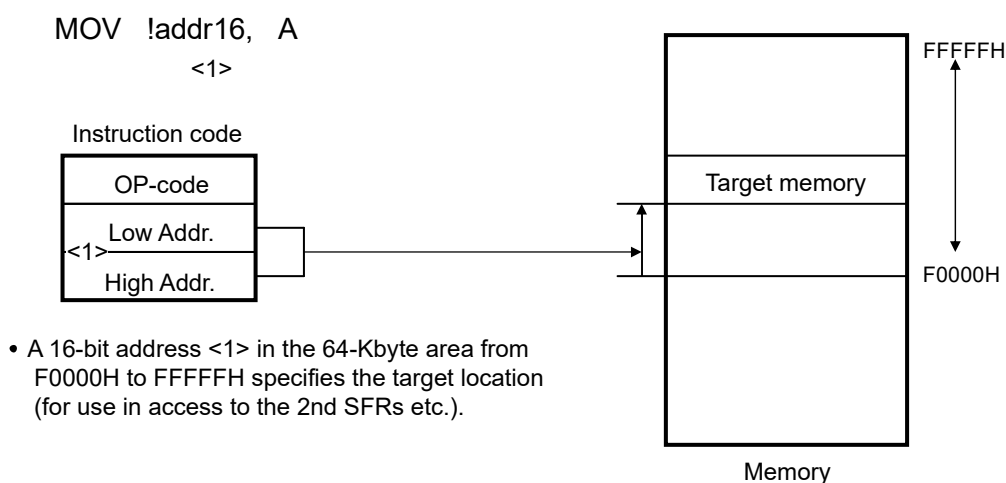 MOV !addr16, A
<1>
Instruction code
OP-code
Low Addr.
<1>
High Addr.
FFFFFH
Target memory
F0000H
• A 16-bit address <1> in the 64-Kbyte area from
F0000H to FFFFFH specifies the target location
(for use in access to the 2nd SFRs etc.).
Memory